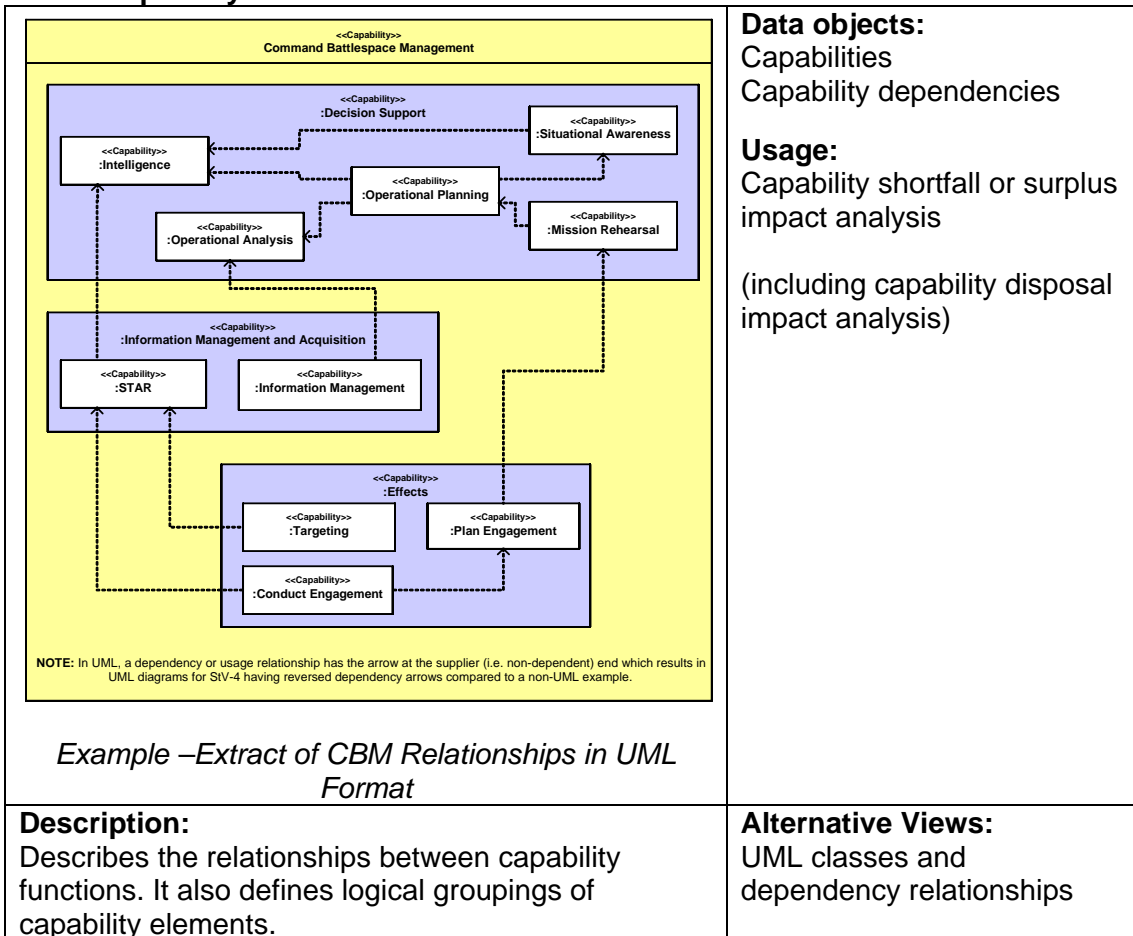 <<Capability>>
Command Battlespace Management
<<Capability>>
:Decision Support
<<Capability>>
:Situational Awareness
<<Capability>>
:Intelligence
<<Capability>>
:Operational Planning
<<Capability>>
:Operational Analysis
<<Capability>>
:Mission Rehearsal
<<Capability>>
:Information Management and Acquisition
<<Capability>>
:STAR
<<Capability>>
:Information Management
<<Capability>>
:Effects
<<Capability>>
:Targeting
<<Capability>>
:Plan Engagement
<<Capability>>
:Conduct Engagement
NOTE: In UML, a dependency or usage relationship has the arrow at the supplier (i.e. non-dependent) end which results in
UML diagrams for StV-4 having reversed dependency arrows compared to a non-UML example.
Example –Extract of CBM Relationships in UML
Format
Data objects:
Capabilities
Capability dependencies
Usage:
Capability shortfall or surplus
impact analysis
(including capability disposal
impact analysis)
Description:
Describes the relationships between capability
functions. It also defines logical groupings of
capability elements.
Alternative Views:
UML classes and
dependency relationships